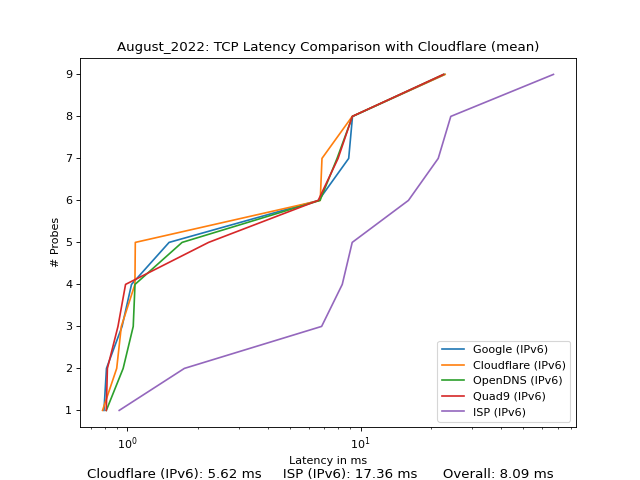 August_2022: TCP Latency Comparison with Cloudflare (mean)
9
8
7
6
5
4
3
2
1
# Probes
Google (IPv6)
Cloudflare (IPv6)
OpenDNS (IPv6)
Quad9 (IPv6)
ISP (IPv6)
10⁰ 10¹
Latency in ms
Cloudflare (IPv6): 5.62 ms ISP (IPv6): 17.36 ms Overall: 8.09 ms